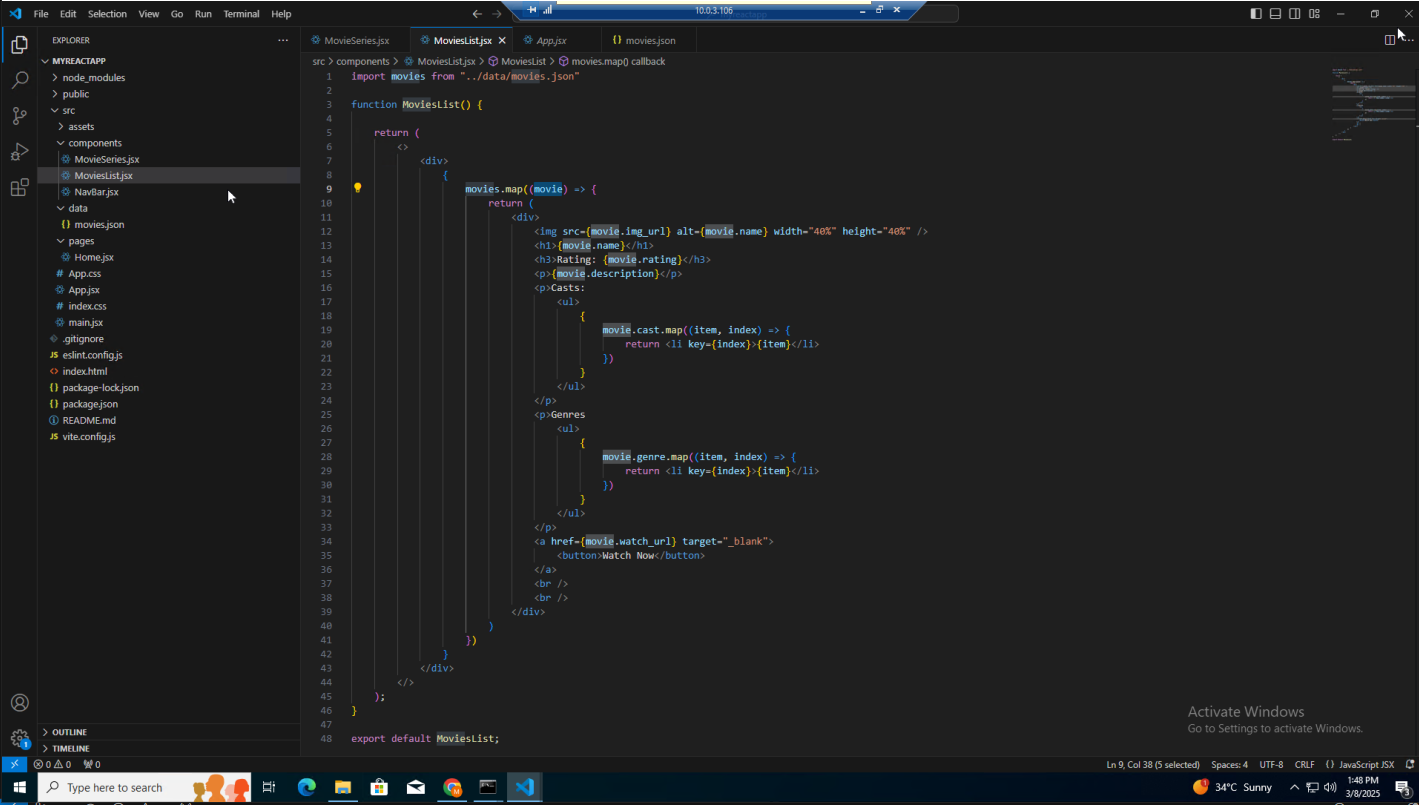 File Edit Selection View Go Run Terminal Help
10.0.3.106
myreactapp
EXPLORER
MYREACTAPP
node_modules
public
src
assets
components
MovieSeries.jsx
MoviesList.jsx
NavBar.jsx
data
{} movies.json
pages
Home.jsx
# App.css
App.jsx
# index.css
main.jsx
.gitignore
JS eslint.config.js
<> index.html
{} package-lock.json
{} package.json
README.md
JS vite.config.js
OUTLINE
TIMELINE
MovieSeries.jsx MoviesList.jsx App.jsx {} movies.json
src > components > MoviesList.jsx > MoviesList > movies.map() callback
1 import movies from "../data/movies.json"
2
3 function MoviesList() {
4
5 return (
6 <>
7 <div>
8 {
9 movies.map((movie) => {
10 return (
11 <div>
12 <img src={movie.img_url} alt={movie.name} width="40%" height="40%" />
13 <h1>{movie.name}</h1>
14 <h3>Rating: {movie.rating}</h3>
15 <p>{movie.description}</p>
16 <p>Casts:
17 <ul>
18 {
19 movie.cast.map((item, index) => {
20 return <li key={index}>{item}</li>
21 })
22 }
23 </ul>
24 </p>
25 <p>Genres
26 <ul>
27 {
28 movie.genre.map((item, index) => {
29 return <li key={index}>{item}</li>
30 })
31 }
32 </ul>
33 </p>
34 <a href={movie.watch_url} target="_blank">
35 <button>Watch Now</button>
36 </a>
37 <br />
38 <br />
39 </div>
40 )
41 })
42 }
43 </div>
44 </>
45 );
46 }
47
48 export default MoviesList;
Activate Windows
Go to Settings to activate Windows.
0 0 0
Ln 9, Col 38 (5 selected) Spaces: 4 UTF-8 CRLF {} JavaScript JSX
Type here to search
34°C Sunny
1:48 PM
3/8/2025
3